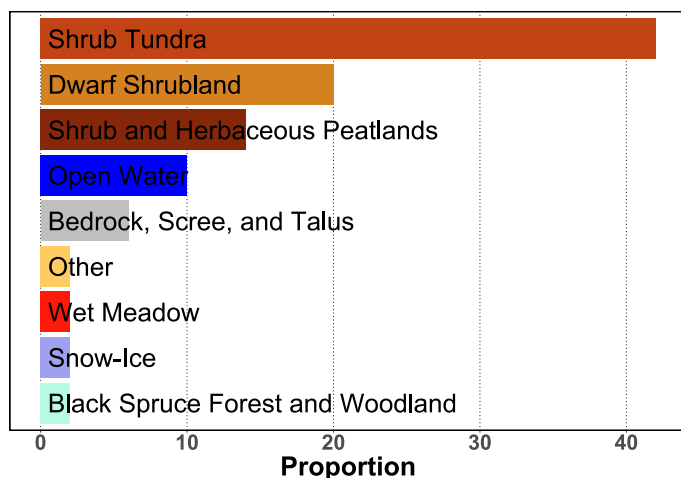 Shrub Tundra
Dwarf Shrubland
Shrub and Herbaceous Peatlands
Open Water
Bedrock, Scree, and Talus
Other
Wet Meadow
Snow-Ice
Black Spruce Forest and Woodland
0 10 20 30 40
Proportion